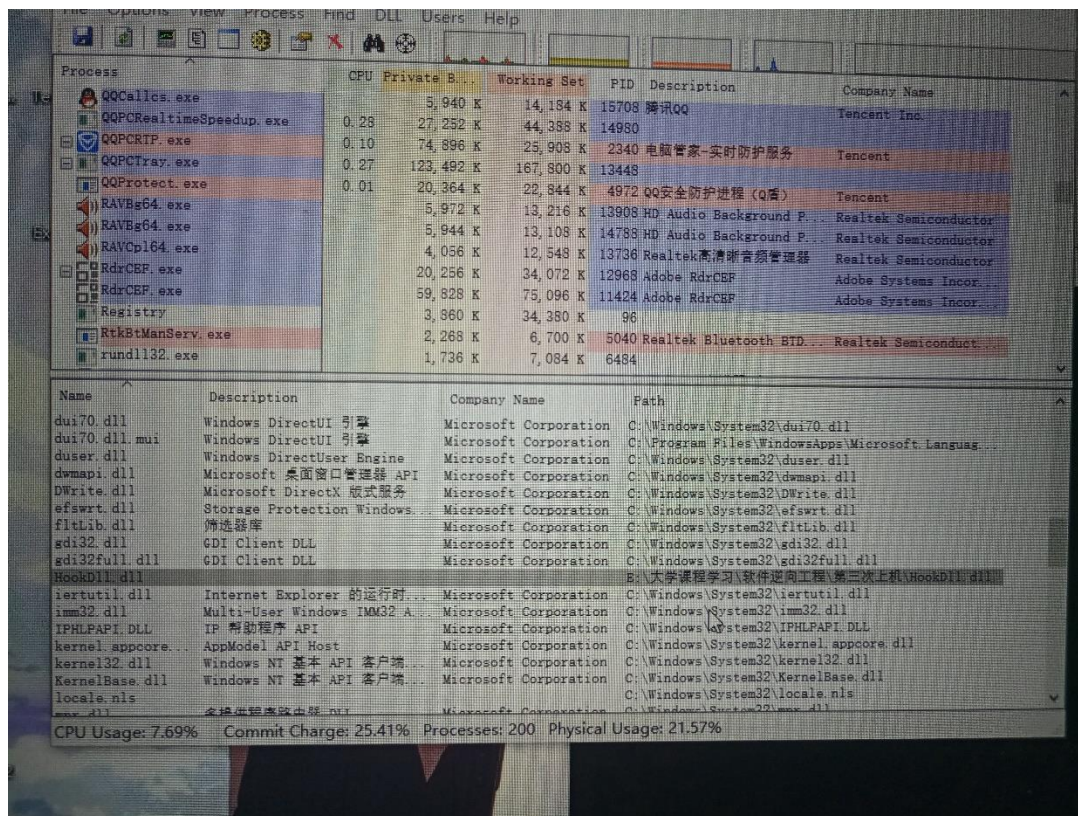 File Options View Process Find DLL Users Help
Process CPU Private B... Working Set PID Description Company Name
QQCallcs.exe 5,940 K 14,184 K 15708 腾讯QQ Tencent Inc.
QQPCRealtimeSpeedup.exe 0.28 27,252 K 44,388 K 14980
QQPCRTP.exe 0.10 74,896 K 25,908 K 2340 电脑管家-实时防护服务 Tencent
QQPCTray.exe 0.27 123,492 K 167,800 K 13448
QQProtect.exe 0.01 20,364 K 22,844 K 4972 QQ安全防护进程（Q盾） Tencent
RAVBg64.exe 5,972 K 13,216 K 13908 HD Audio Background P... Realtek Semiconductor
RAVBg64.exe 5,944 K 13,108 K 14788 HD Audio Background P... Realtek Semiconductor
RAVCpl64.exe 4,056 K 12,548 K 13736 Realtek高清晰音频管理器 Realtek Semiconductor
RdrCEF.exe 20,256 K 34,072 K 12968 Adobe RdrCEF Adobe Systems Incor...
RdrCEF.exe 59,828 K 75,096 K 11424 Adobe RdrCEF Adobe Systems Incor...
Registry 3,860 K 34,380 K 96
RtkBtManServ.exe 2,268 K 6,700 K 5040 Realtek Bluetooth BTD... Realtek Semiconduct...
rundll32.exe 1,736 K 7,084 K 6484
Name Description Company Name Path
dui70.dll Windows DirectUI 引擎 Microsoft Corporation C:\Windows\System32\dui70.dll
dui70.dll.mui Windows DirectUI 引擎 Microsoft Corporation C:\Program Files\WindowsApps\Microsoft.Languag...
duser.dll Windows DirectUser Engine Microsoft Corporation C:\Windows\System32\duser.dll
dwmapi.dll Microsoft 桌面窗口管理器 API Microsoft Corporation C:\Windows\System32\dwmapi.dll
DWrite.dll Microsoft DirectX 版式服务 Microsoft Corporation C:\Windows\System32\DWrite.dll
efswrt.dll Storage Protection Windows... Microsoft Corporation C:\Windows\System32\efswrt.dll
fltLib.dll 筛选器库 Microsoft Corporation C:\Windows\System32\fltLib.dll
gdi32.dll GDI Client DLL Microsoft Corporation C:\Windows\System32\gdi32.dll
gdi32full.dll GDI Client DLL Microsoft Corporation C:\Windows\System32\gdi32full.dll
HookDll.dll E:\大学课程学习\软件逆向工程\第三次上机\HookDll.dll
iertutil.dll Internet Explorer 的运行时... Microsoft Corporation C:\Windows\System32\iertutil.dll
imm32.dll Multi-User Windows IMM32 A... Microsoft Corporation C:\Windows\System32\imm32.dll
IPHLPAPI.DLL IP 帮助程序 API Microsoft Corporation C:\Windows\System32\IPHLPAPI.DLL
kernel.appcore... AppModel API Host Microsoft Corporation C:\Windows\System32\kernel.appcore.dll
kernel32.dll Windows NT 基本 API 客户端... Microsoft Corporation C:\Windows\System32\kernel32.dll
KernelBase.dll Windows NT 基本 API 客户端... Microsoft Corporation C:\Windows\System32\KernelBase.dll
locale.nls C:\Windows\System32\locale.nls
mpr.dll 多提供程序路由器 DLL Microsoft Corporation C:\Windows\System32\mpr.dll
CPU Usage: 7.69% Commit Charge: 25.41% Processes: 200 Physical Usage: 21.57%